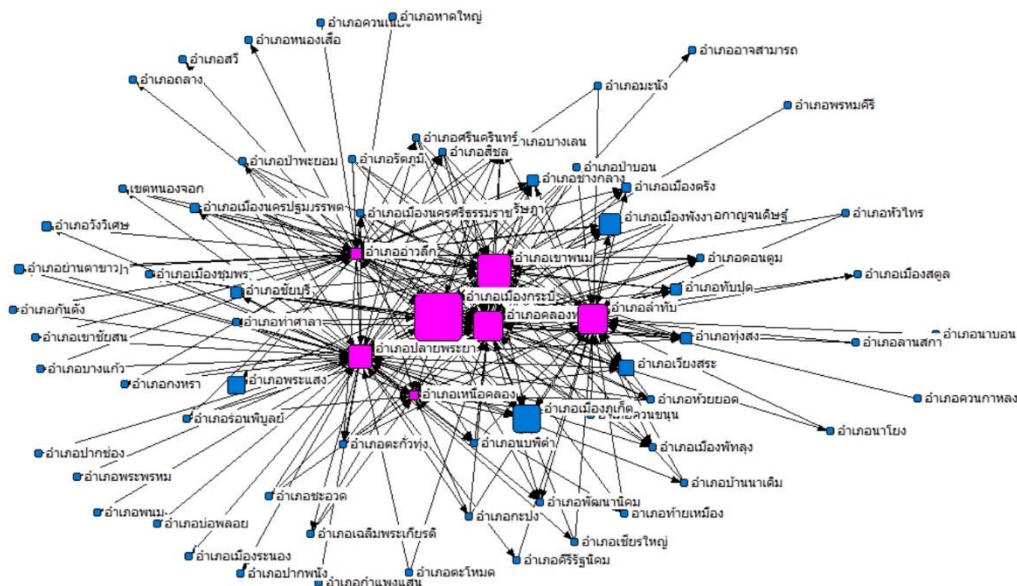 อำเภอหาดใหญ่
อำเภอหนองเสือ
อำเภอสวี
อำเภออาจสามารถ
อำเภอถลาง
อำเภอมะนัง
อำเภอพรหมคีรี
อำเภอศรีนครินทร์
อำเภอบางเลน
อำเภอสิชล
อำเภอป่าพะยอม
อำเภอรัตภูมิ
อำเภอป่าบอน
อำเภอช่างกลาง
อำเภอเมืองตรัง
เขตหนองจอก
อำเภอเมืองนครปฐม
อำเภอเมืองนครศรีธรรมราช
อำเภอเมืองพังงา
อำเภอหัวไทร
อำเภอวังวิเศษ
อำเภออ่าวลึก
อำเภอเขาพนม
อำเภอดอนตูม
อำเภอย่านตาขาว
อำเภอเมืองชุมพร
อำเภอเมืองสตูล
อำเภอชัยบุรี
อำเภอทับปุด
อำเภอเมืองกระบี่
อำเภอกันตัง
อำเภอท่าศาลา
อำเภอลำทับ
อำเภอเขาชัยสน
อำเภอปลายพระยา
อำเภอทุ่งสง
อำเภอลานสกา
อำเภอนาบอน
อำเภอบางแก้ว
อำเภอเวียงสระ
อำเภอกงหรา
อำเภอพระแสง
อำเภอเหนือคลอง
อำเภอห้วยยอด
อำเภอควนกาหลง
อำเภอร่อนพิบูลย์
อำเภอเมืองภูเก็ต
อำเภอควนขนุน
อำเภอนาโยง
อำเภอตะกั่วทุ่ง
อำเภอนบพิตำ
อำเภอเมืองพัทลุง
อำเภอปากช่อง
อำเภอพระพรหม
อำเภอบ้านนาเดิม
อำเภอชะอวด
อำเภอพัฒนานิคม
อำเภอพนม
อำเภอบ่อพลอย
อำเภอกะปง
อำเภอท้ายเหมือง
อำเภอเฉลิมพระเกียรติ
อำเภอเชียรใหญ่
อำเภอเมืองระนอง
อำเภอคีรีรัฐนิคม
อำเภอปากพนัง
อำเภอตะโหมด
อำเภอกำแพงแสน